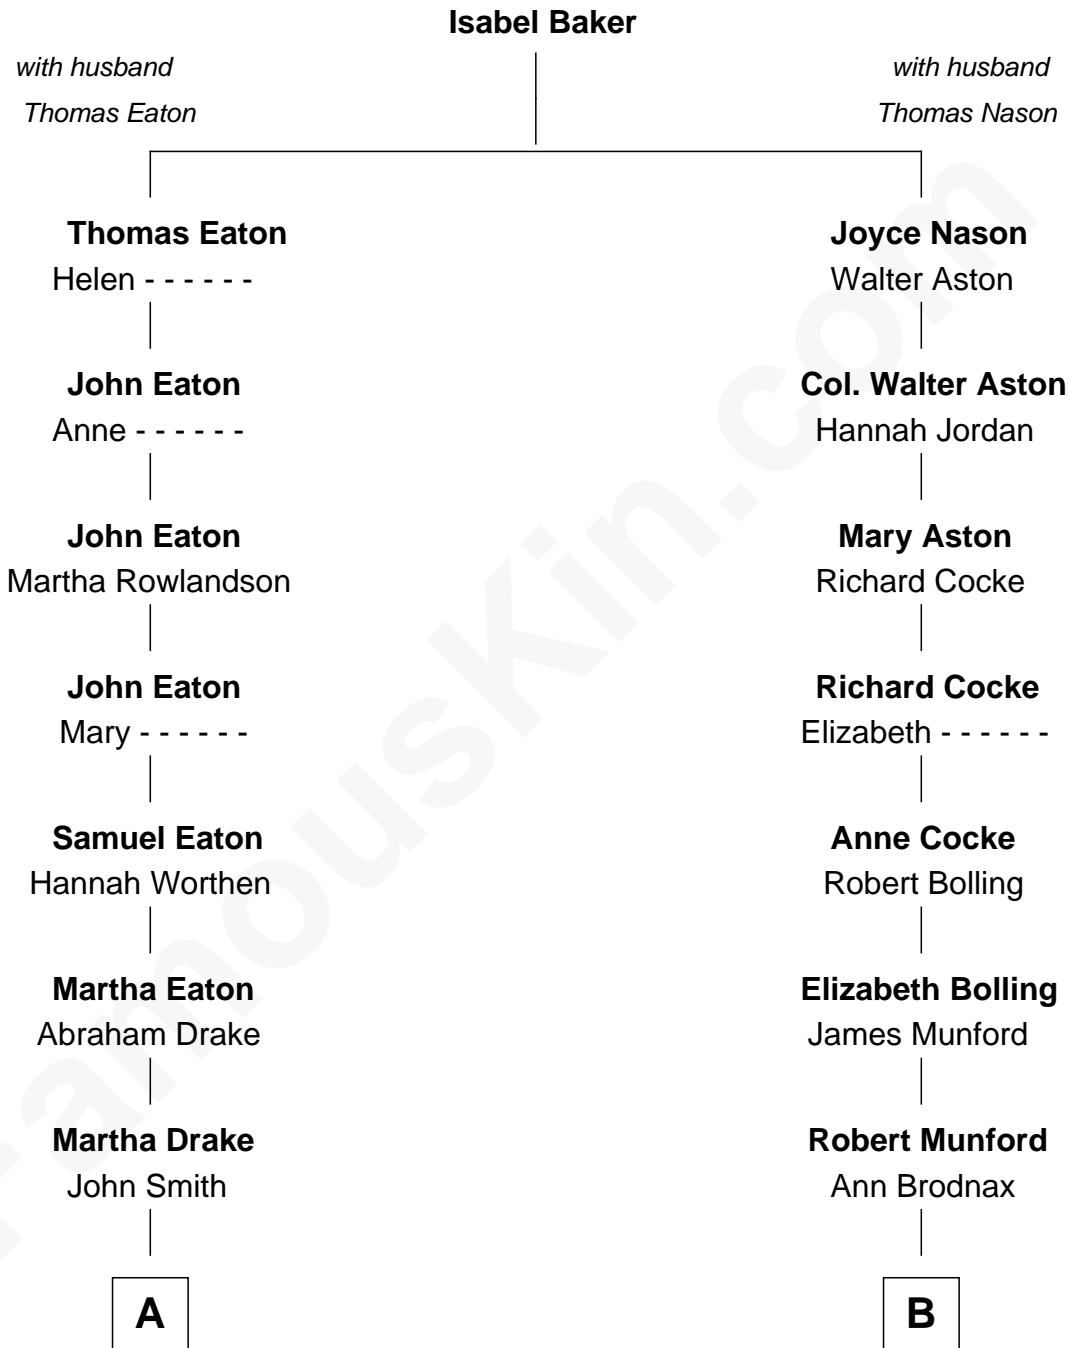 Isabel Baker
with husband
Thomas Eaton
with husband
Thomas Nason
Thomas Eaton
Helen - - - - - -
Joyce Nason
Walter Aston
John Eaton
Anne - - - - - -
Col. Walter Aston
Hannah Jordan
John Eaton
Martha Rowlandson
Mary Aston
Richard Cocke
John Eaton
Mary - - - - - -
Richard Cocke
Elizabeth - - - - - -
Samuel Eaton
Hannah Worthen
Anne Cocke
Robert Bolling
Martha Eaton
Abraham Drake
Elizabeth Bolling
James Munford
Martha Drake
John Smith
Robert Munford
Ann Brodnax
A
B
FamousKin.com